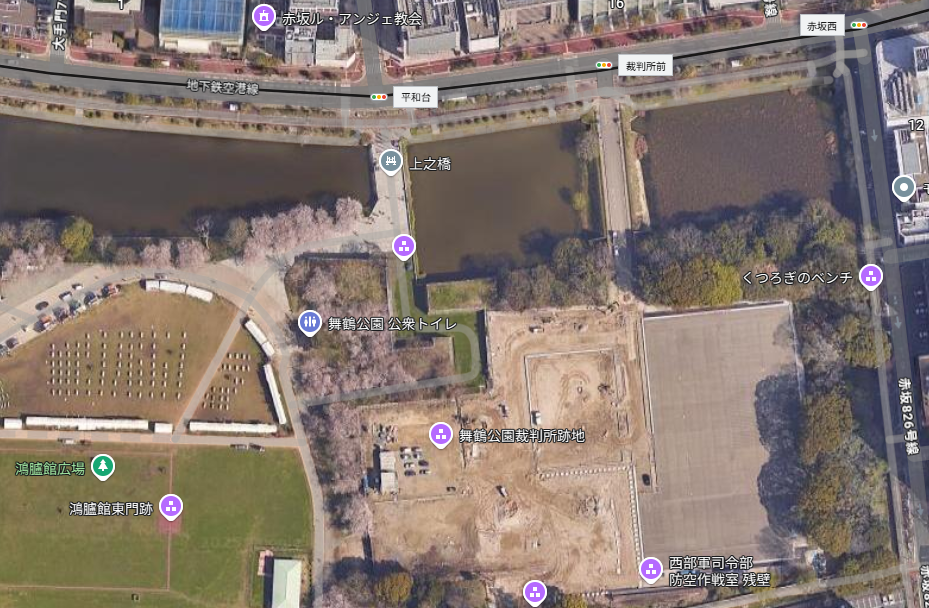 1
16
大手門
赤坂ル・アンジェ教会
赤坂西
裁判所前
地下鉄空港線
平和台
12
上之橋
くつろぎのベンチ
舞鶴公園 公衆トイレ
赤坂826号線
舞鶴公園裁判所跡地
鴻臚館広場
鴻臚館東門跡
西部軍司令部
防空作戦室 残壁